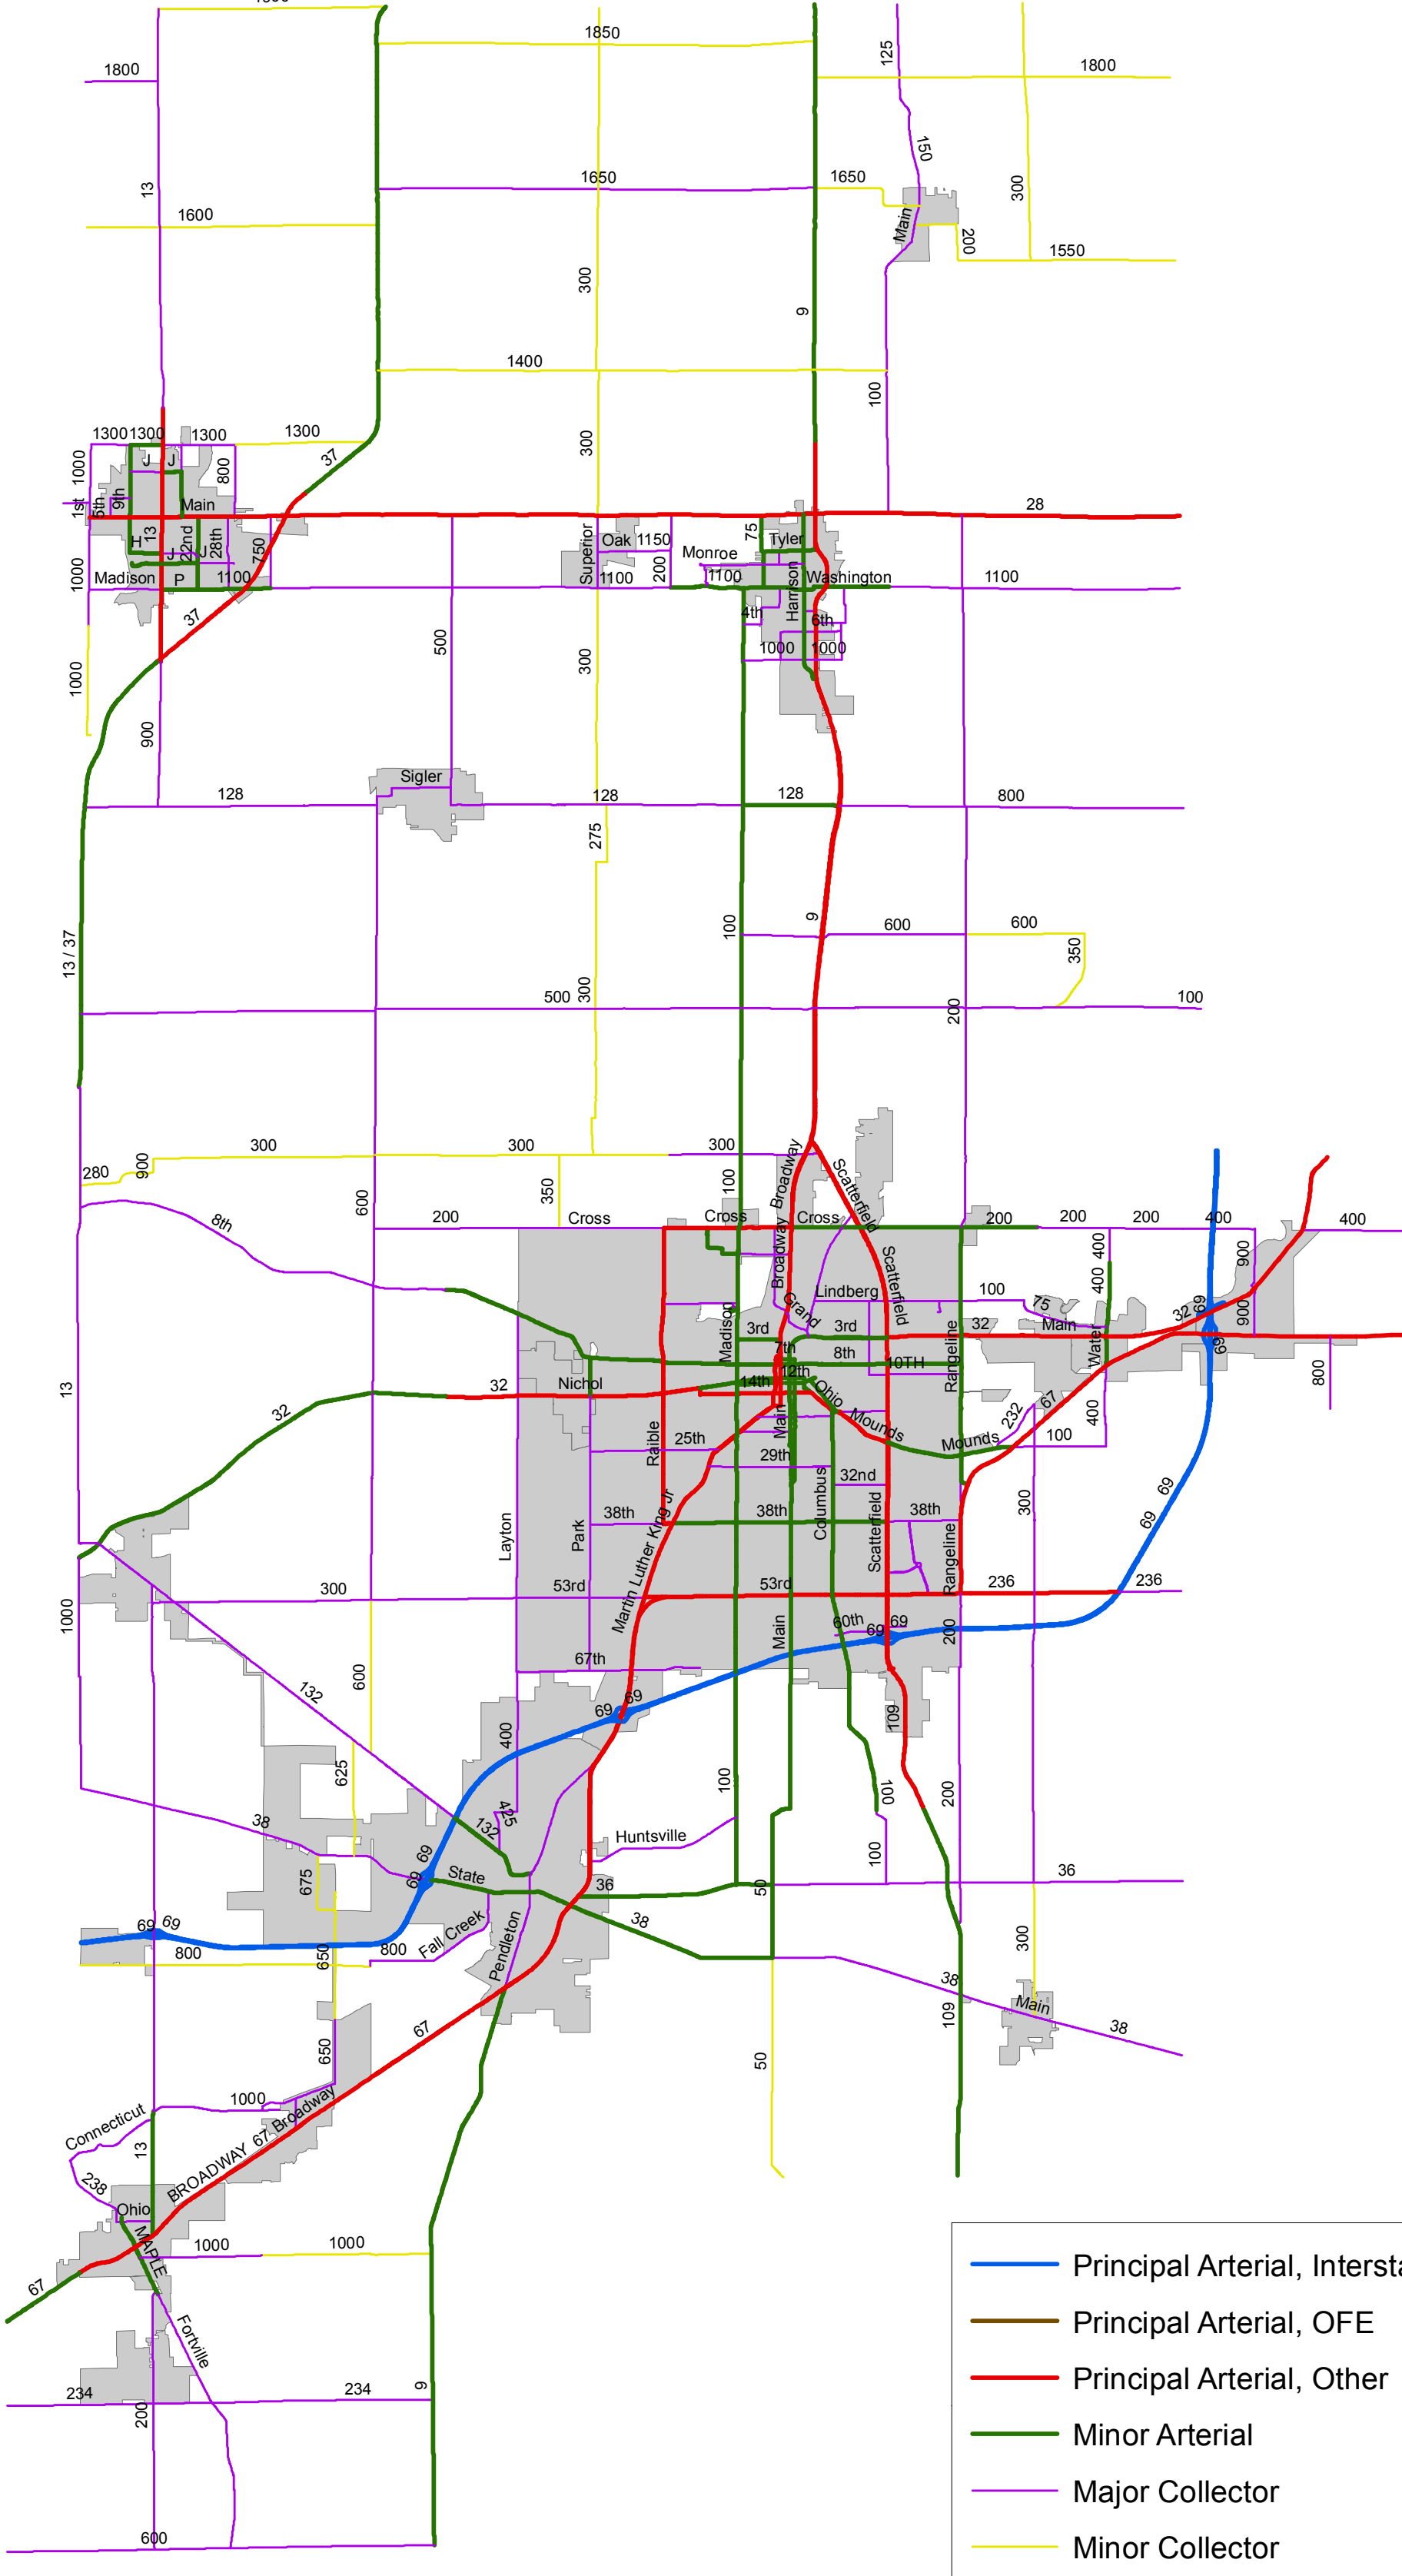 1850
125
1800
1800
13
150
1650
1650
300
1600
Main
200
1550
300
9
1400
100
1300
1300
1300
1300
300
37
J
J
1000
800
9th
5th
1st
Main
28
H
13
J
22nd
J
28th
750
Superior
Oak
1150
75
Tyler
Monroe
200
1000
Madison
P
1100
1100
1100
Harrison
Washington
1100
37
4th
6th
500
300
1000
1000
1000
900
Sigler
128
128
128
800
275
100
9
600
600
350
13 / 37
500
300
200
100
300
300
300
280
900
Broadway
Scatterfield
100
350
600
8th
200
Cross
Cross
Cross
200
200
200
400
400
Broadway
Scatterfield
400
900
400
Lindberg
100
75
Grand
Madison
3rd
3rd
32
Main
32
69
900
Water
7th
8th
10TH
Rangeline
69
12th
14th
Nichol
32
13
32
Ohio
Main
Mounds
Mounds
232
67
400
800
100
Raible
25th
29th
32nd
Columbus
Layton
Park
38th
38th
38th
Martin Luther King Jr
Scatterfield
Rangeline
300
69
69
300
53rd
53rd
236
236
1000
Main
60th
69
69
200
67th
600
132
69
69
400
109
625
100
100
200
38
425
132
Huntsville
100
69
69
State
675
36
50
36
69
69
800
650
800
Fall Creek
Pendleton
38
300
38
Main
109
38
67
650
50
1000
Broadway
Connecticut
13
67
BROADWAY
238
Ohio
MAPLE
1000
1000
67
Fortville
234
234
200
9
600
Principal Arterial, Interst
Principal Arterial, OFE
Principal Arterial, Other
Minor Arterial
Major Collector
Minor Collector